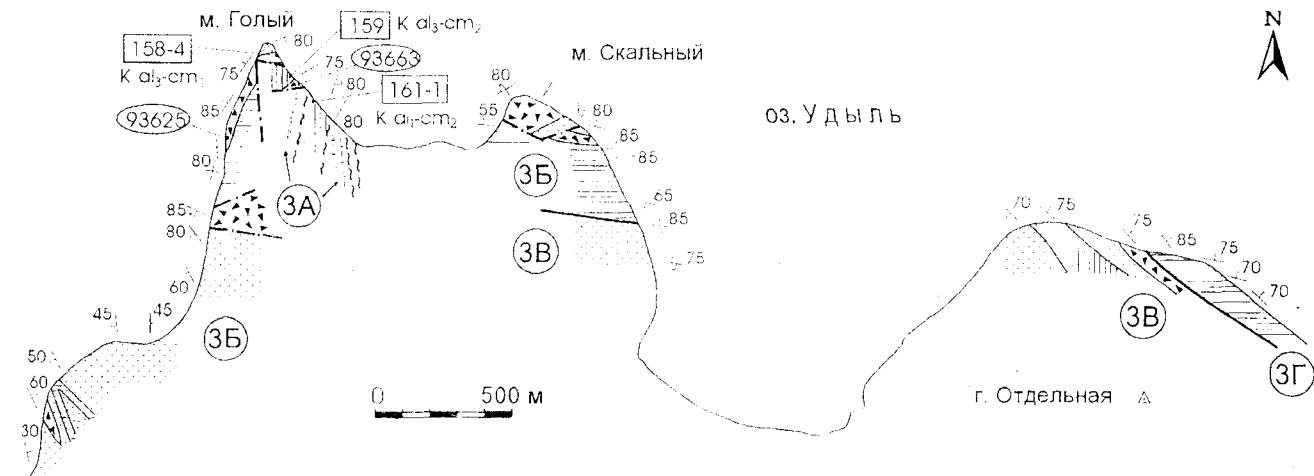 м. Голый
80
159 K al₃-cm₂
158-4
93663
75
K al₃-cm
75
161-1
80
K al₁-cm₂
85
93625
80
80
3А
85
80
60
45
45
3Б
50
60
30
м. Скальный
80
55
80
85
85
3Б
65
85
3В
75
оз. Удыль
N
70
75
75
85
75
70
70
3В
3Г
0 500 м
г. Отдельная